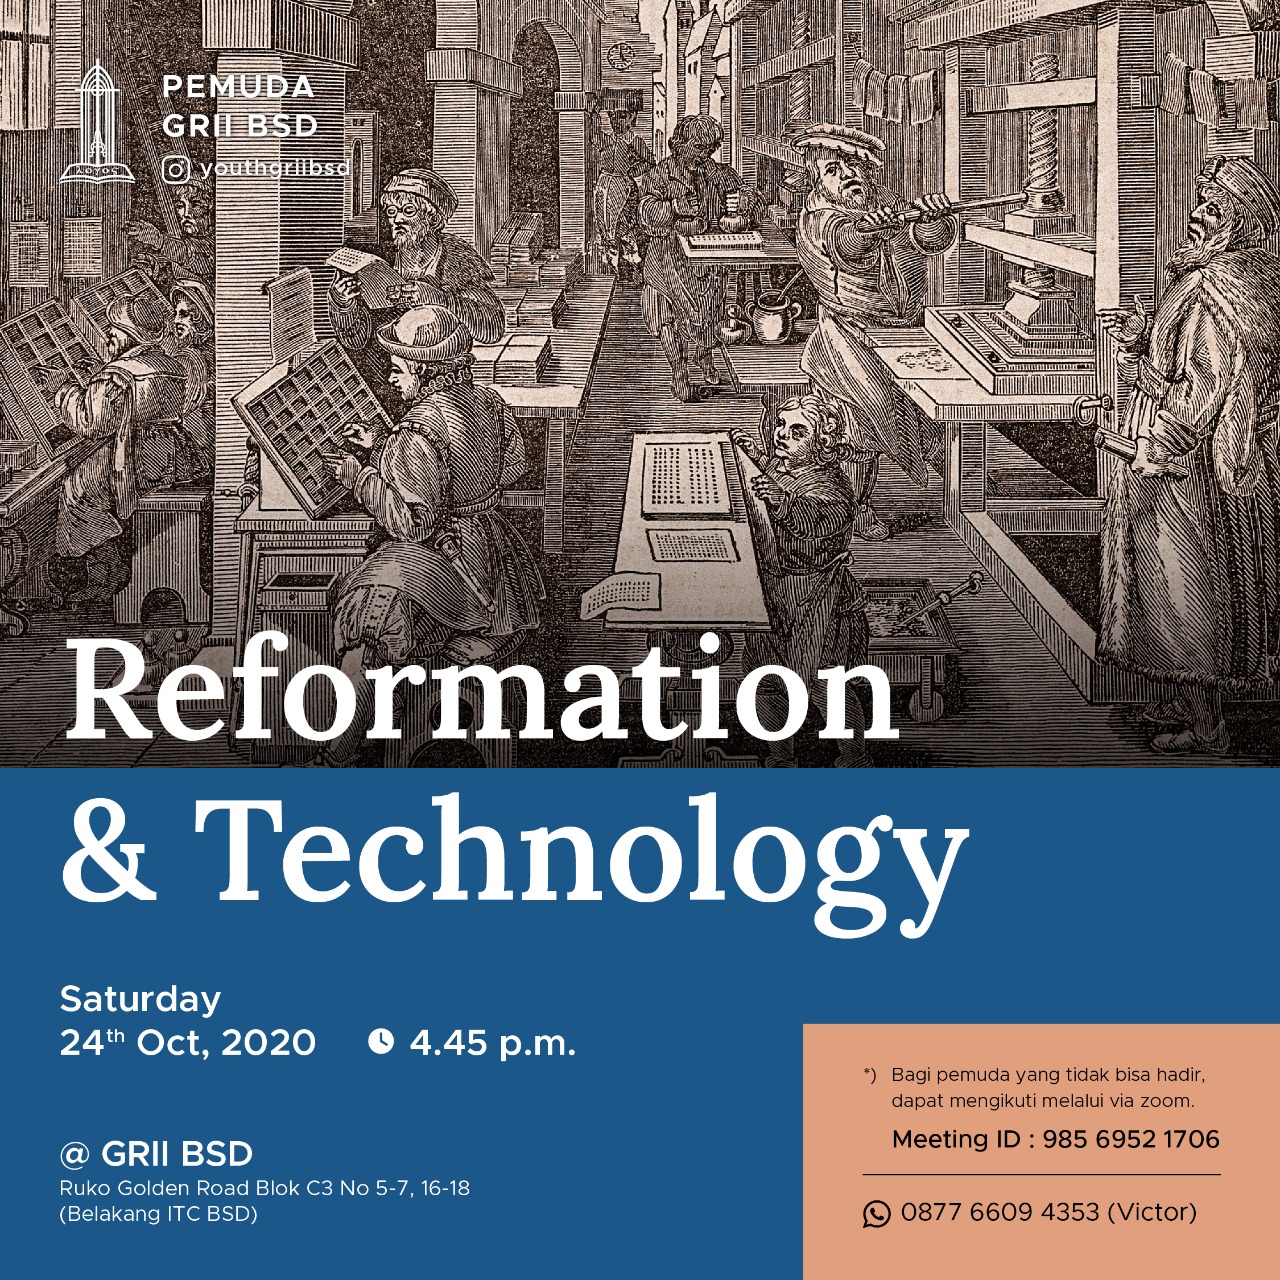 PEMUDA
GRII BSD
youthgriibsd
ΛΟΓΟΣ
Reformation
& Technology
Saturday
24th Oct, 2020
4.45 p.m.
@ GRII BSD
Ruko Golden Road Blok C3 No 5-7, 16-18
(Belakang ITC BSD)
*) Bagi pemuda yang tidak bisa hadir,
dapat mengikuti melalui via zoom.
Meeting ID : 985 6952 1706
0877 6609 4353 (Victor)